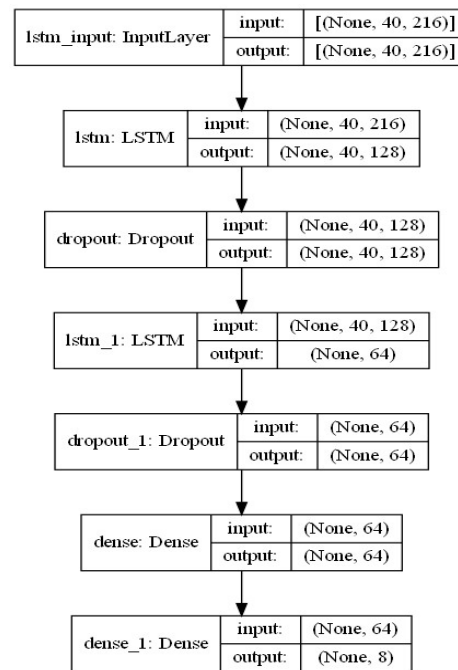 lstm_input: InputLayer
input: [(None, 40, 216)]
output: [(None, 40, 216)]
lstm: LSTM
input: (None, 40, 216)
output: (None, 40, 128)
dropout: Dropout
input: (None, 40, 128)
output: (None, 40, 128)
lstm_1: LSTM
input: (None, 40, 128)
output: (None, 64)
dropout_1: Dropout
input: (None, 64)
output: (None, 64)
dense: Dense
input: (None, 64)
output: (None, 64)
dense_1: Dense
input: (None, 64)
output: (None, 8)